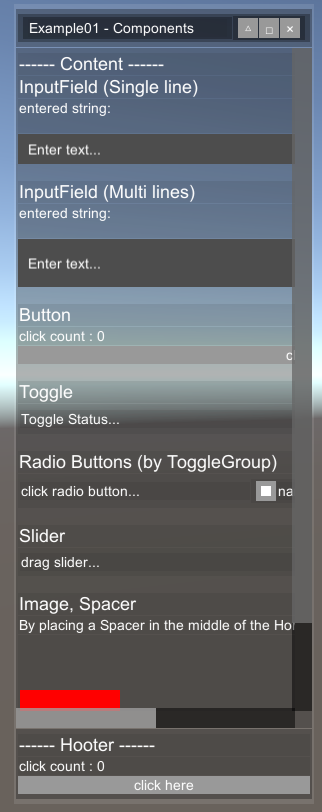 Example01 - Components
------ Content ------
InputField (Single line)
entered string:
Enter text...
InputField (Multi lines)
entered string:
Enter text...
Button
click count : 0
Toggle
Toggle Status...
Radio Buttons (by ToggleGroup)
click radio button...
Slider
drag slider...
Image, Spacer
By placing a Spacer in the middle of the
------ Hooter ------
click count : 0
click here